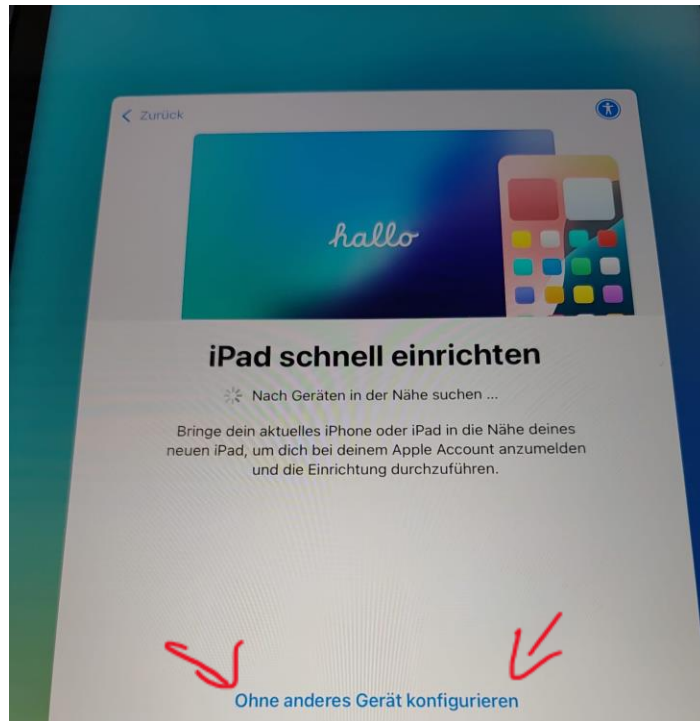 Zurück
hallo
iPad schnell einrichten
Nach Geräten in der Nähe suchen ...
Bringe dein aktuelles iPhone oder iPad in die Nähe deines
neuen iPad, um dich bei deinem Apple Account anzumelden
und die Einrichtung durchzuführen.
Ohne anderes Gerät konfigurieren